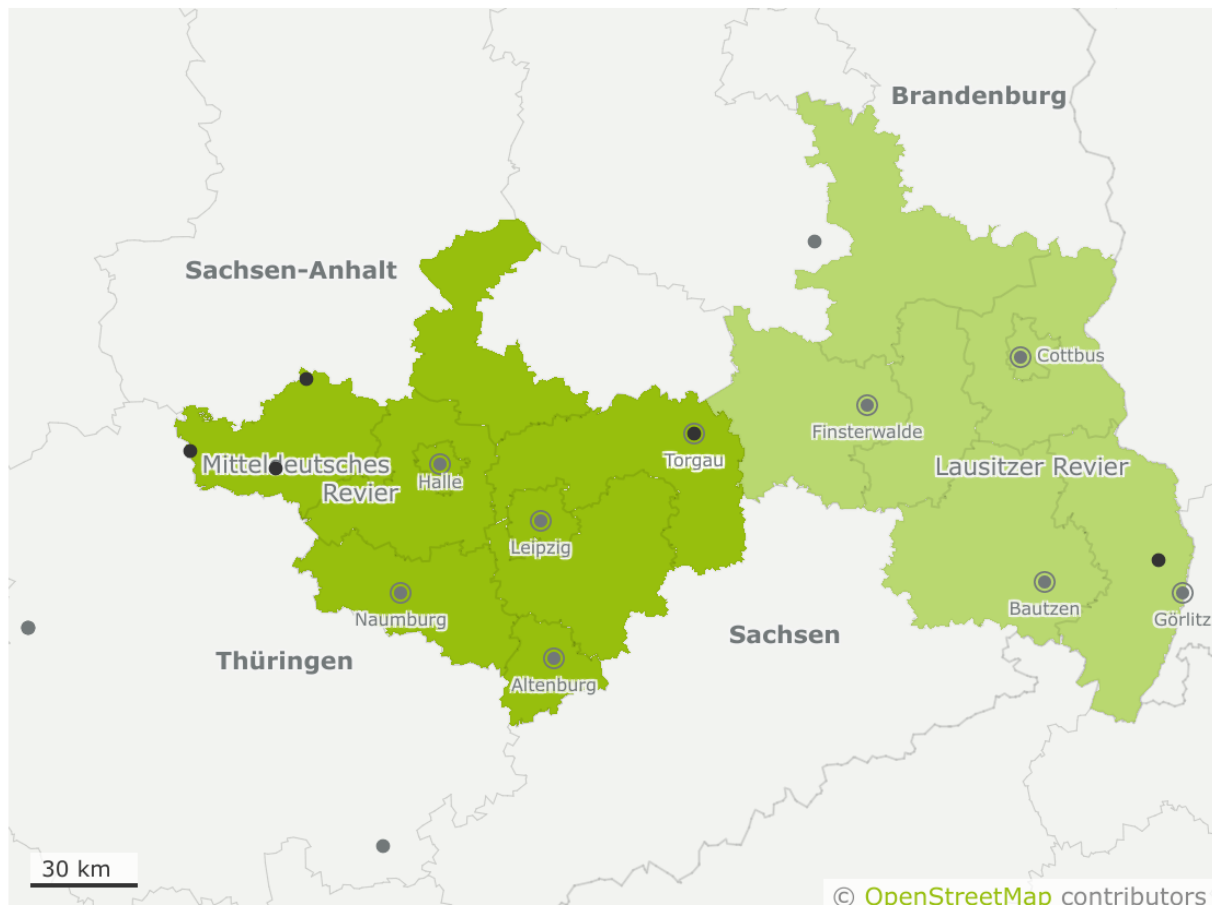 Brandenburg
Sachsen-Anhalt
Cottbus
Finsterwalde
Torgau
Mitteldeutsches
Revier
Halle
Lausitzer Revier
Leipzig
Naumburg
Bautzen
Görlitz
Sachsen
Thüringen
Altenburg
30 km
© OpenStreetMap contributors